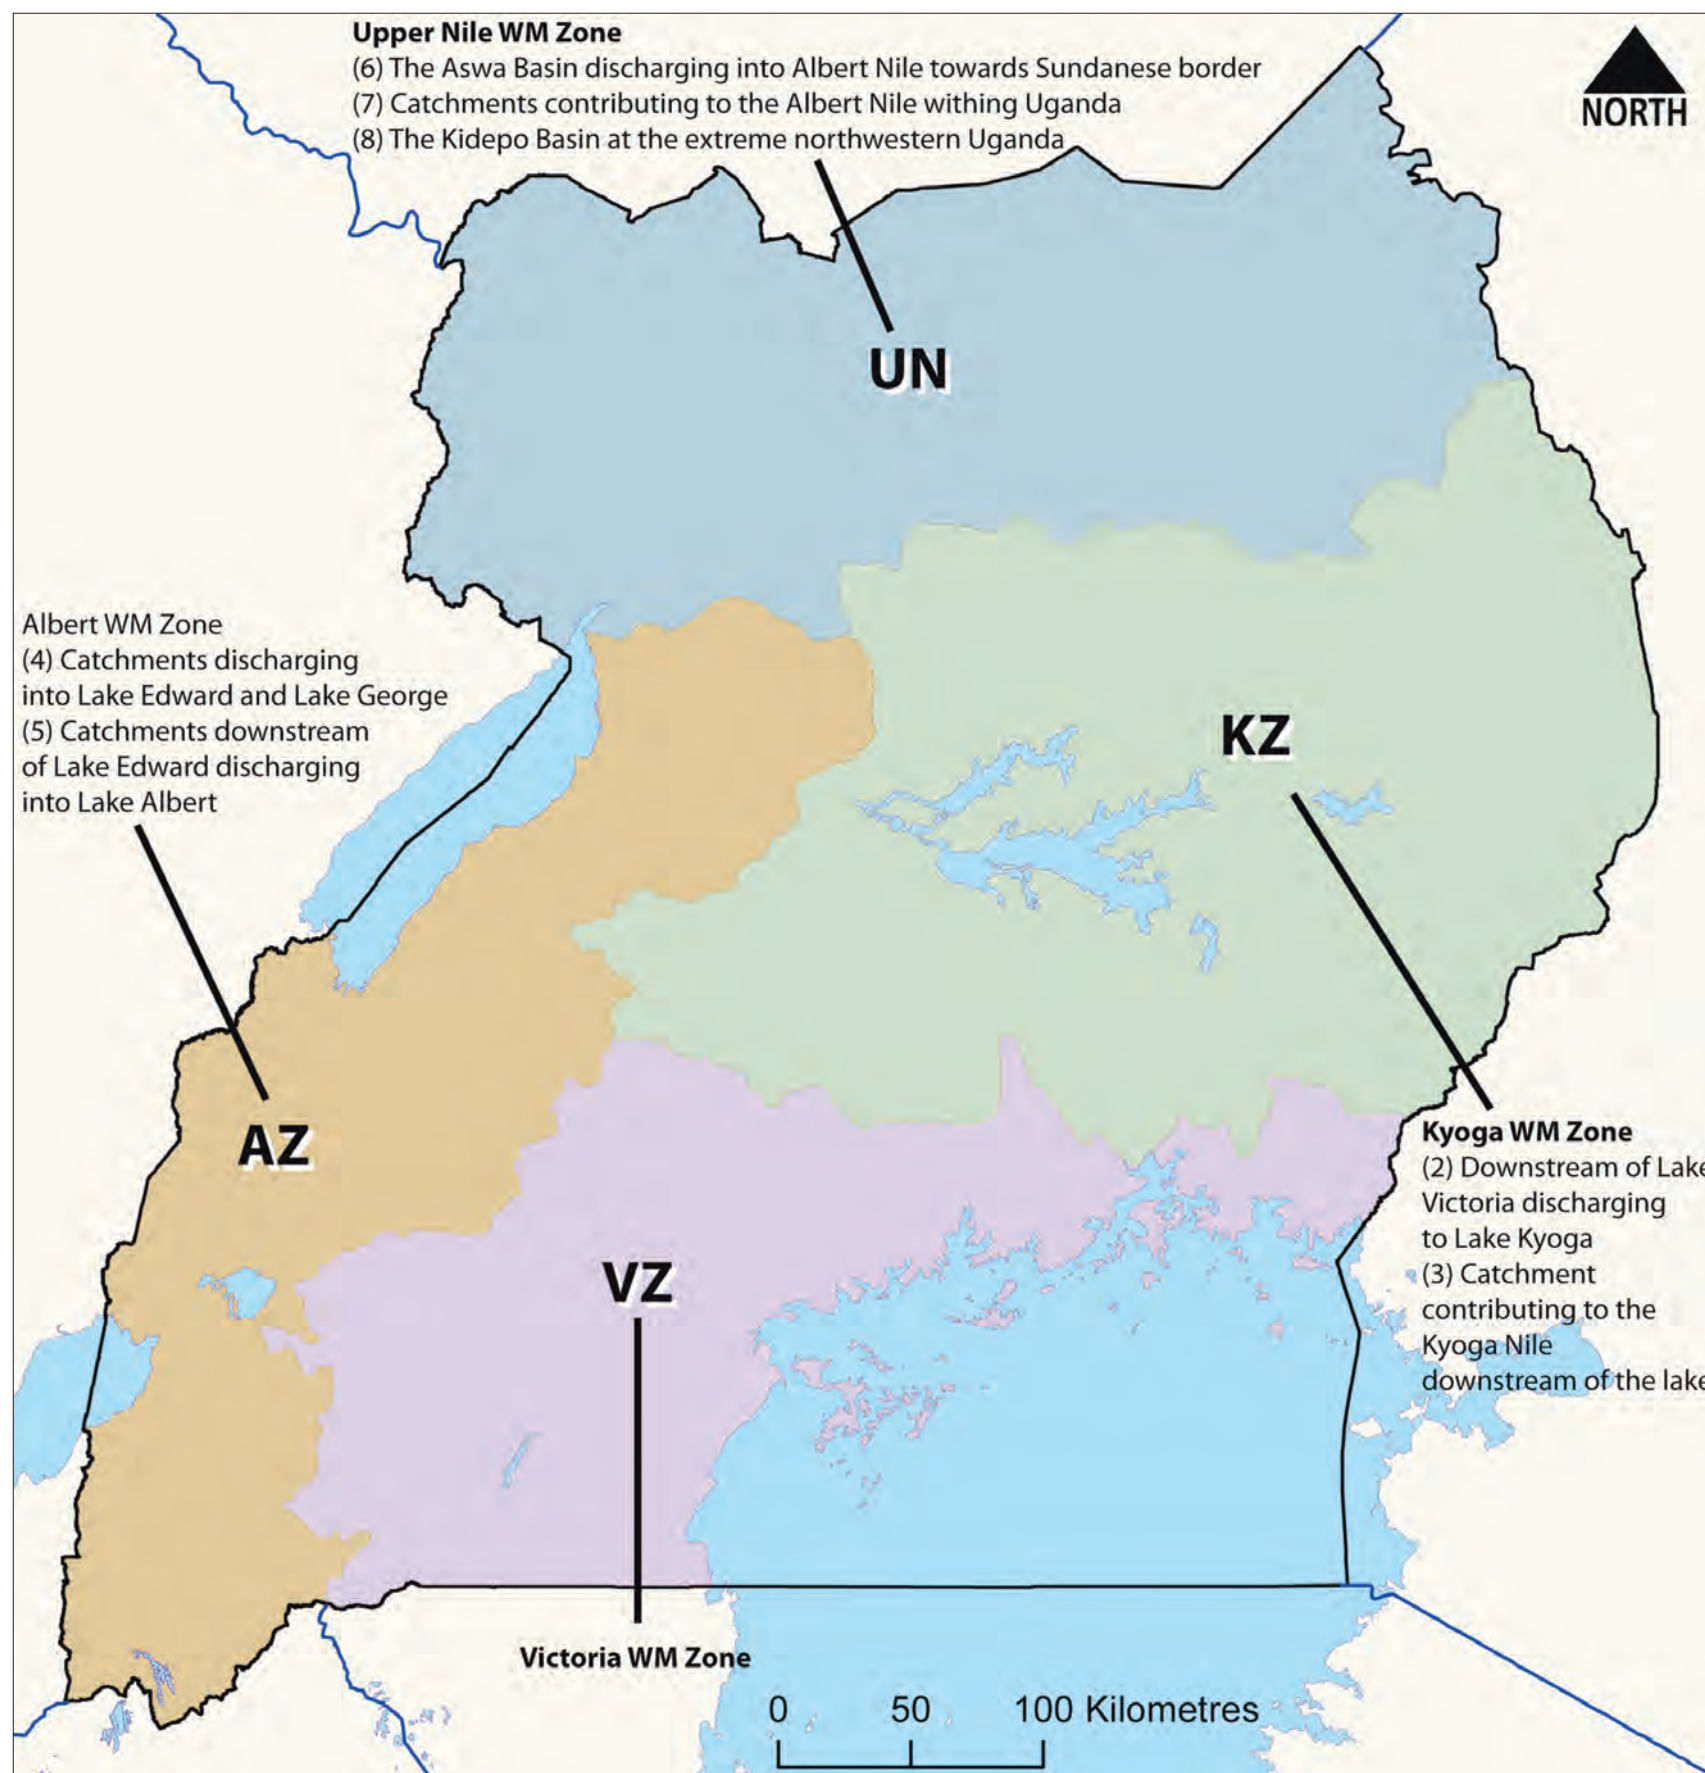 Upper Nile WM Zone
(6) The Aswa Basin discharging into Albert Nile towards Sundanese border
(7) Catchments contributing to the Albert Nile withing Uganda
(8) The Kidepo Basin at the extreme northwestern Uganda
NORTH
UN
Albert WM Zone
(4) Catchments discharging
into Lake Edward and Lake George
(5) Catchments downstream
of Lake Edward discharging
into Lake Albert
KZ
AZ
Kyoga WM Zone
(2) Downstream of Lake
Victoria discharging
to Lake Kyoga
(3) Catchment
contributing to the
Kyoga Nile
downstream of the lake
VZ
Victoria WM Zone
0 50 100 Kilometres